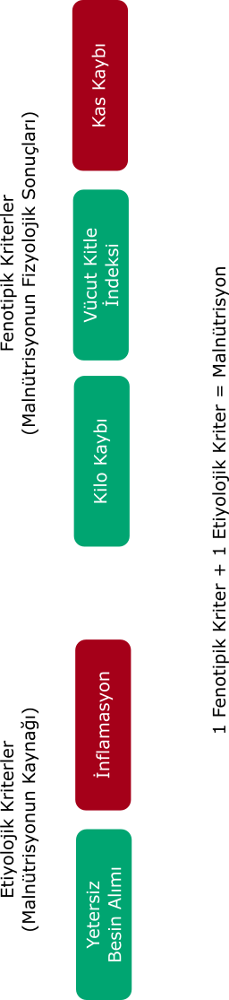 Etiyolojik Kriterler
(Malnütrisyonun Kaynağı)
Yetersiz
Besin Alımı
İnflamasyon
Fenotipik Kriterler
(Malnütrisyonun Fizyolojik Sonuçları)
Kilo Kaybı
Vücut Kitle
İndeksi
Kas Kaybı
1 Fenotipik Kriter + 1 Etiyolojik Kriter = Malnütrisyon